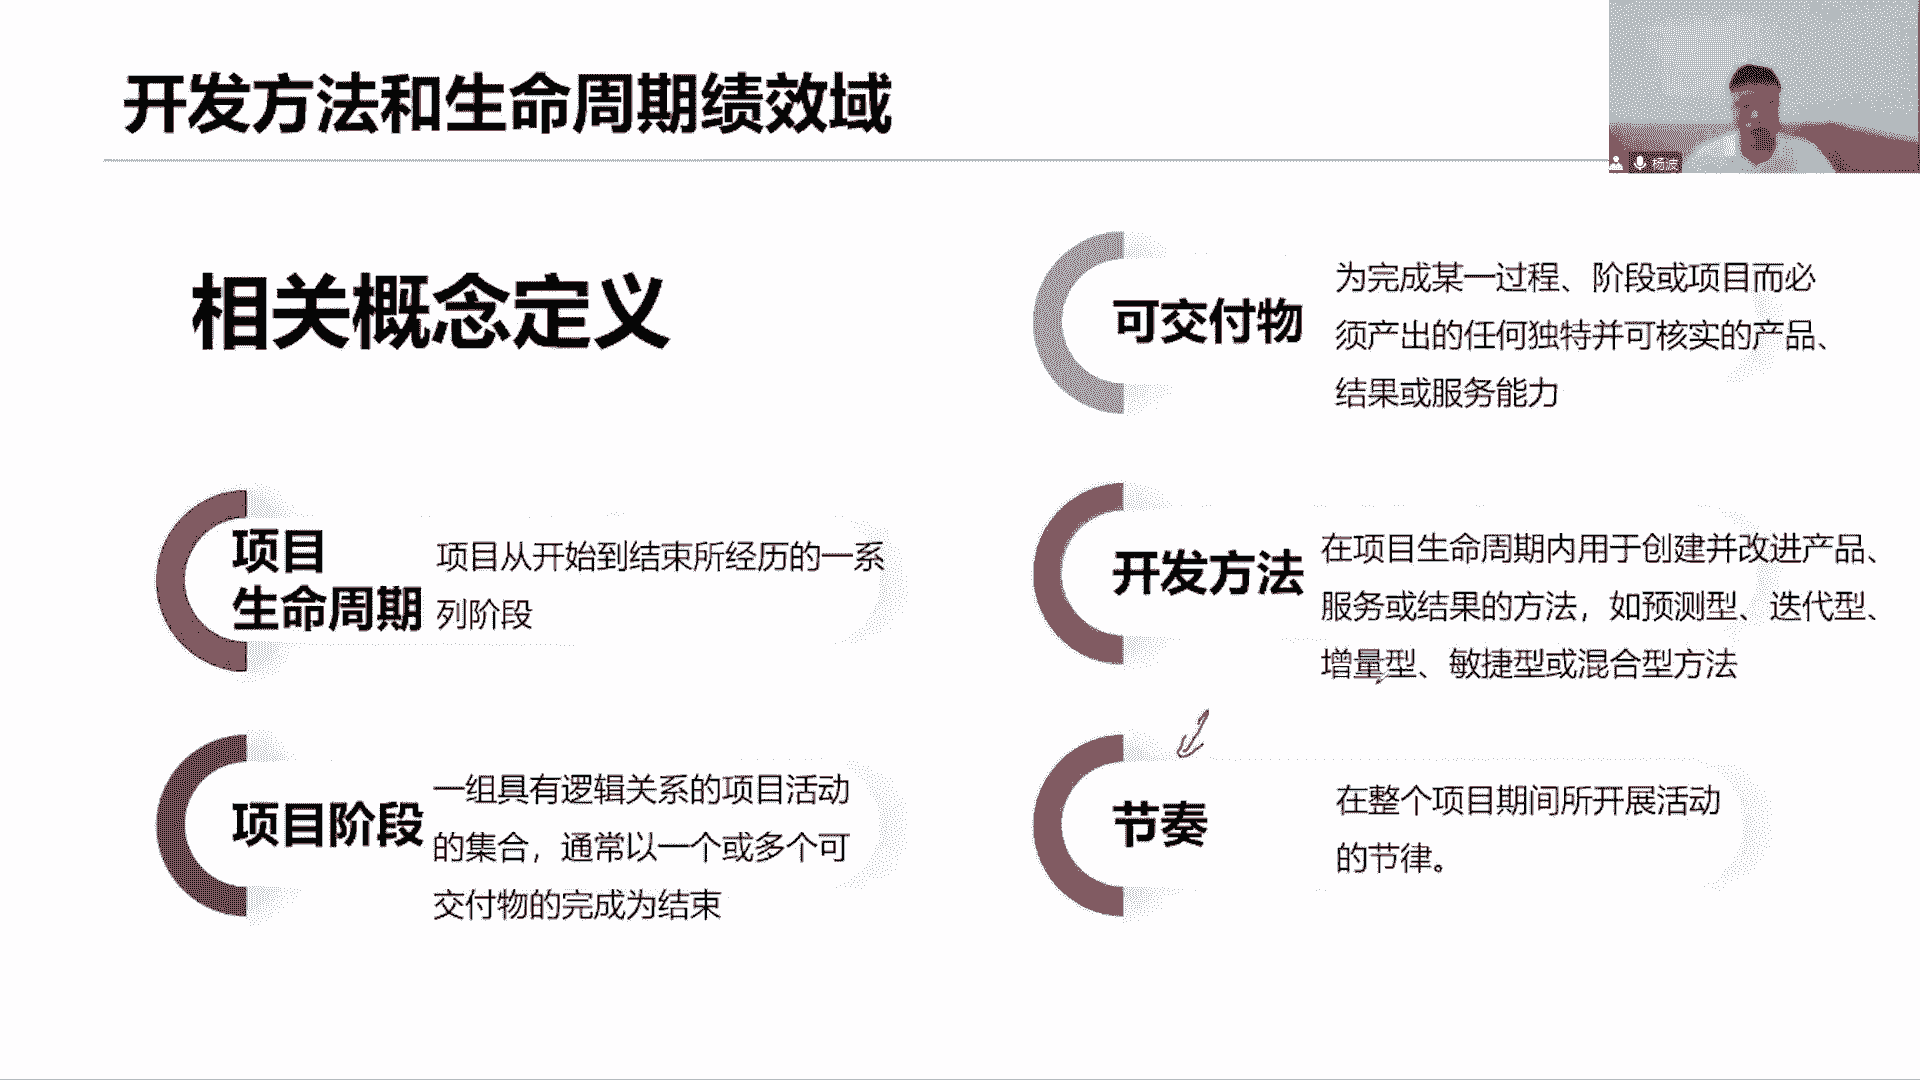 开发方法和生命周期绩效域
杨波
相关概念定义
可交付物
为完成某一过程、阶段或项目而必
须产出的任何独特并可核实的产品、
结果或服务能力
项目
生命周期
项目从开始到结束所经历的一系
列阶段
开发方法
在项目生命周期内用于创建并改进产品、
服务或结果的方法，如预测型、迭代型、
增量型、敏捷型或混合型方法
项目阶段
一组具有逻辑关系的项目活动
的集合，通常以一个或多个可
交付物的完成为结束
节奏
在整个项目期间所开展活动
的节律。